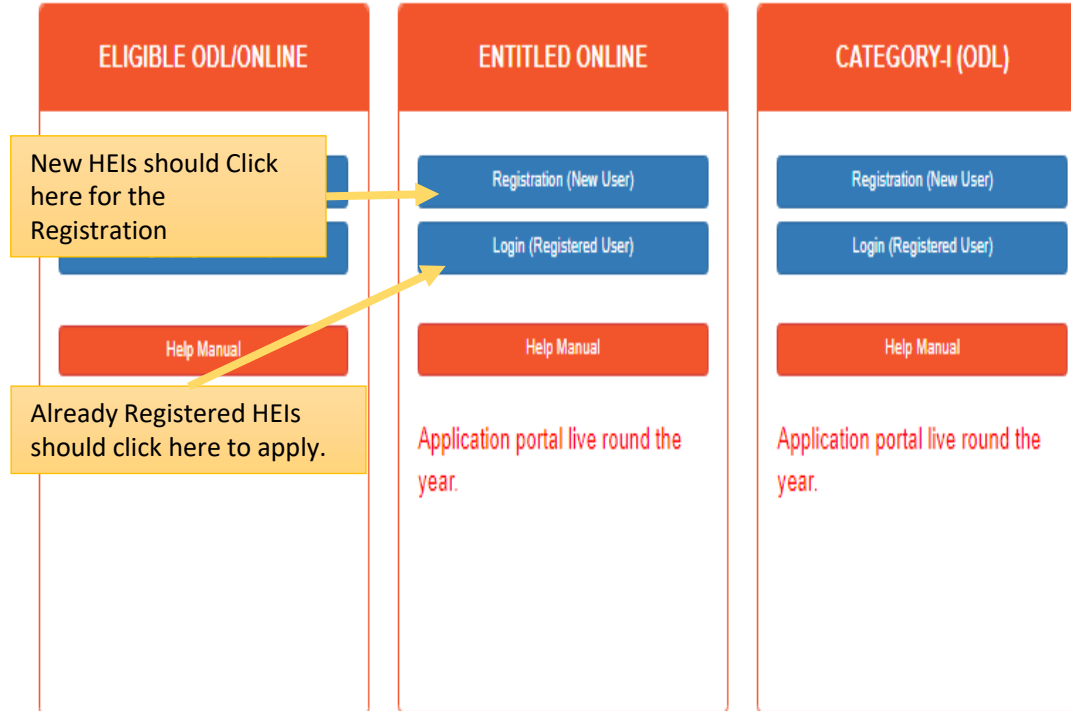 ELIGIBLE ODL/ONLINE
New HEIs should Click
here for the
Registration
Help Manual
Already Registered HEIs
should click here to apply.
ENTITLED ONLINE
Registration (New User)
Login (Registered User)
Help Manual
Application portal live round the
year.
CATEGORY-I (ODL)
Registration (New User)
Login (Registered User)
Help Manual
Application portal live round the
year.